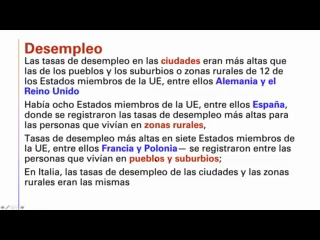 Desempleo
Las tasas de desempleo en las ciudades eran más altas que
las de los pueblos y los suburbios o zonas rurales de 12 de
los Estados miembros de la UE, entre ellos Alemania y el
Reino Unido
Había ocho Estados miembros de la UE, entre ellos España,
donde se registraron las tasas de desempleo más altas para
las personas que vivían en zonas rurales,
Tasas de desempleo más altas en siete Estados miembros de
la UE, entre ellos Francia y Polonia— se registraron entre las
personas que vivían en pueblos y suburbios;
En Italia, las tasas de desempleo de las ciudades y las zonas
rurales eran las mismas